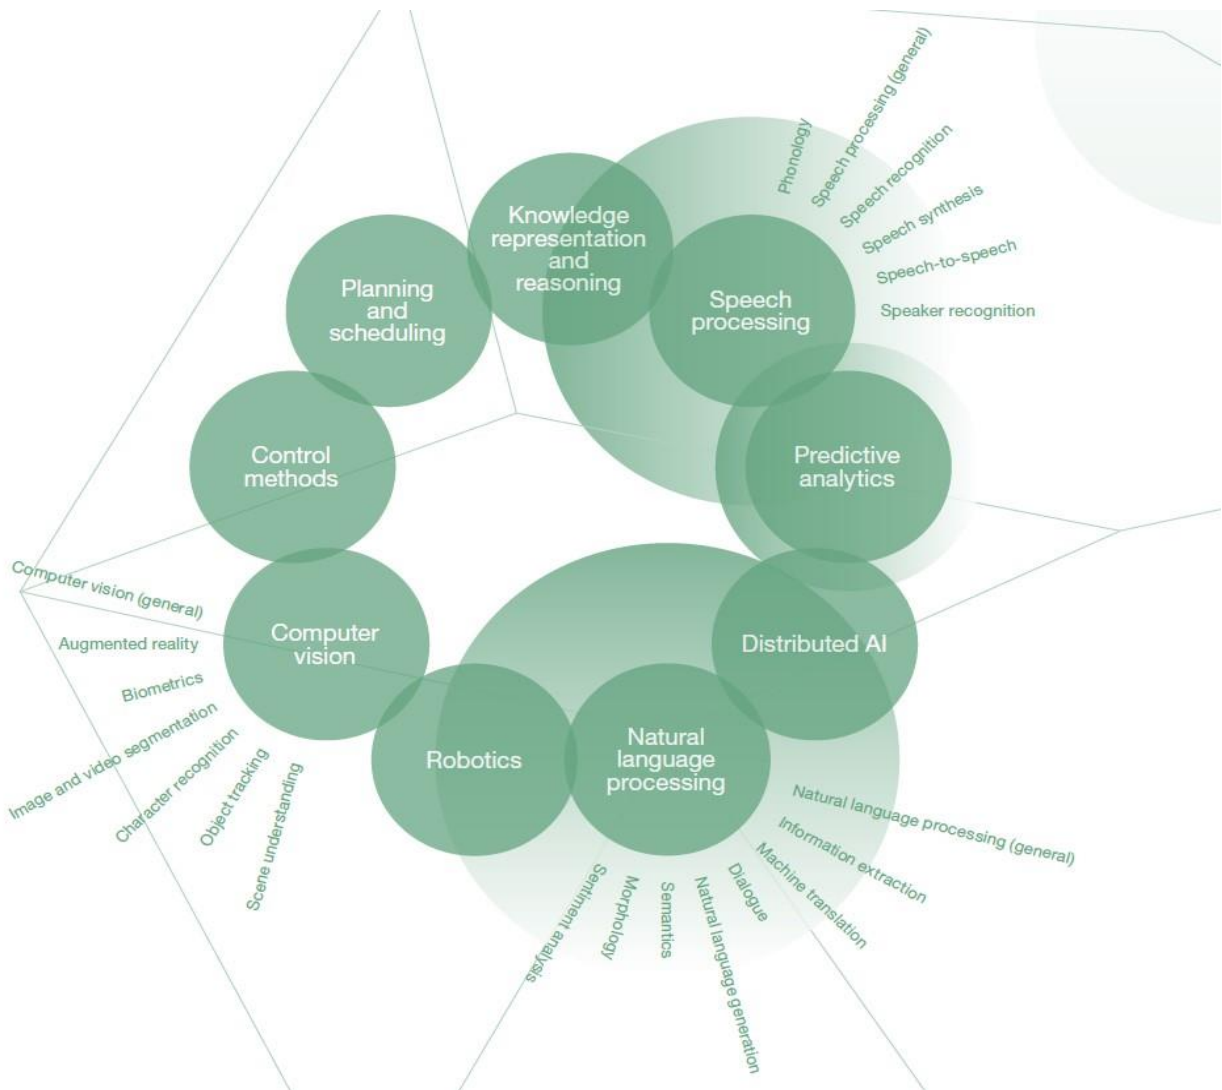 Phonology
Speech processing (general)
Speech recognition
Speech synthesis
Speech-to-speech
Speaker recognition
Knowledge
representation
and
reasoning
Planning
and
scheduling
Speech
processing
Control
methods
Predictive
analytics
Computer vision (general)
Augmented reality
Biometrics
Image and video segmentation
Character recognition
Object tracking
Scene understanding
Computer
vision
Distributed AI
Robotics
Natural
language
processing
Natural language processing (general)
Information extraction
Machine translation
Dialogue
Natural language generation
Semantics
Morphology
Sentiment analysis